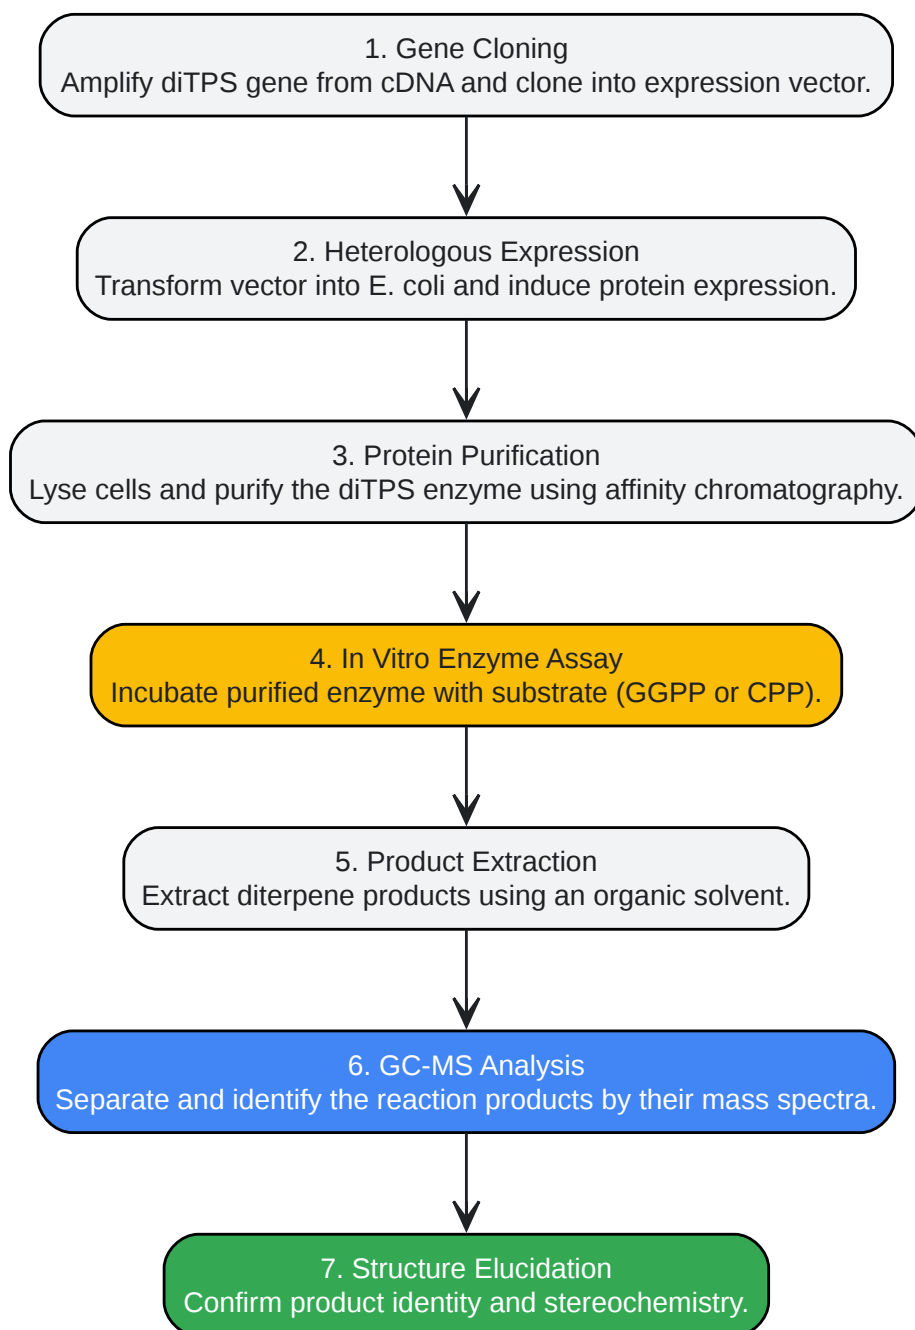 1. Gene Cloning
Amplify diTPS gene from cDNA and clone into expression vector.
2. Heterologous Expression
Transform vector into E. coli and induce protein expression.
3. Protein Purification
Lyse cells and purify the diTPS enzyme using affinity chromatography.
4. In Vitro Enzyme Assay
Incubate purified enzyme with substrate (GGPP or CPP).
5. Product Extraction
Extract diterpene products using an organic solvent.
6. GC-MS Analysis
Separate and identify the reaction products by their mass spectra.
7. Structure Elucidation
Confirm product identity and stereochemistry.